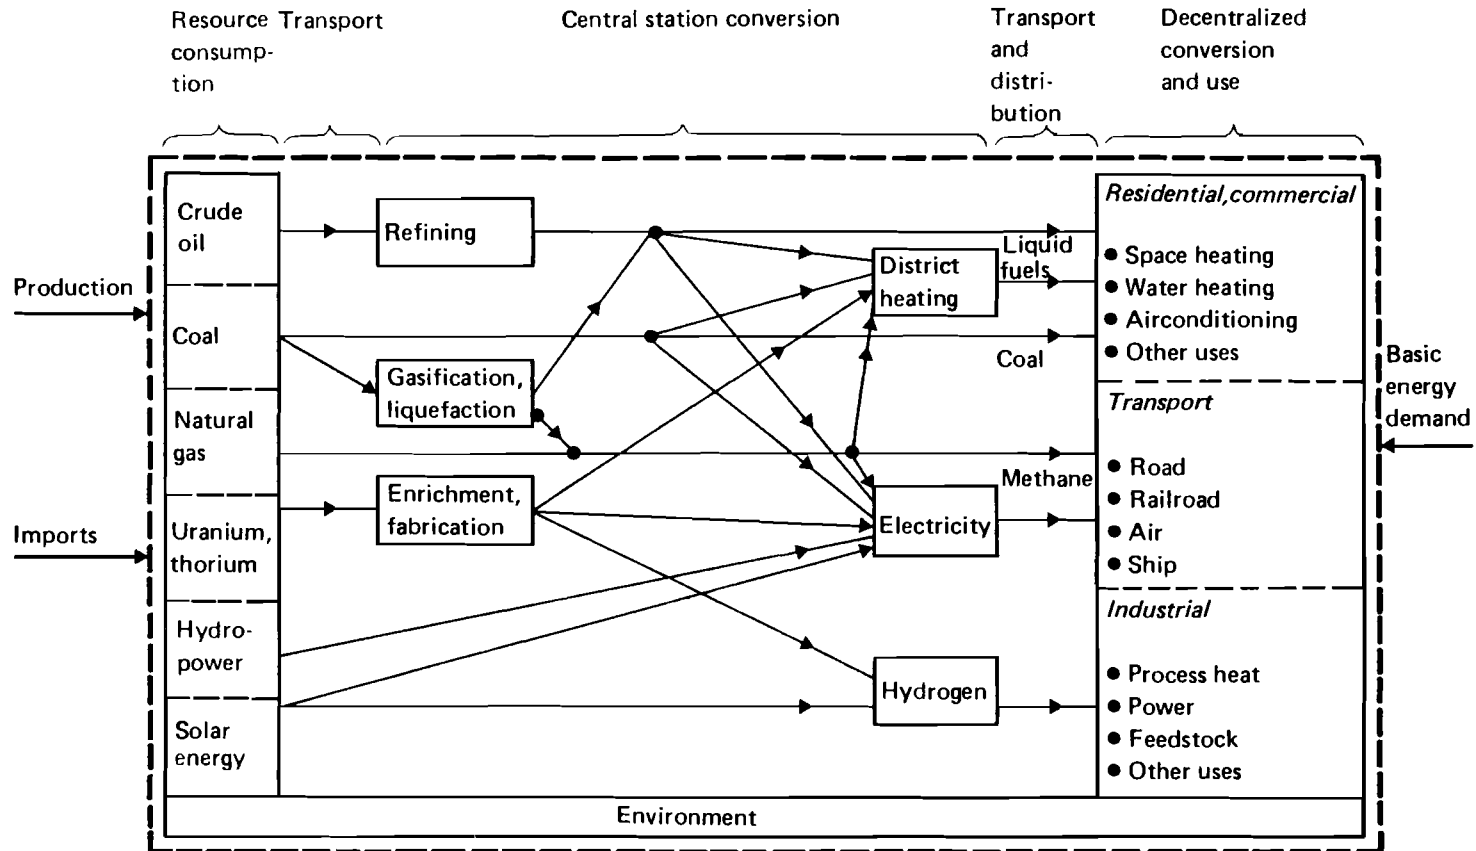 Resource
consump-
tion
Transport
Central station conversion
Transport
and
distri-
bution
Decentralized
conversion
and use
Production
Imports
Crude
oil
Coal
Natural
gas
Uranium,
thorium
Hydro-
power
Solar
energy
Refining
Gasification,
liquefaction
Enrichment,
fabrication
District
heating
Electricity
Hydrogen
Liquid
fuels
Coal
Methane
Residential,commercial
● Space heating
● Water heating
● Airconditioning
● Other uses
Transport
● Road
● Railroad
● Air
● Ship
Industrial
● Process heat
● Power
● Feedstock
● Other uses
Basic
energy
demand
Environment